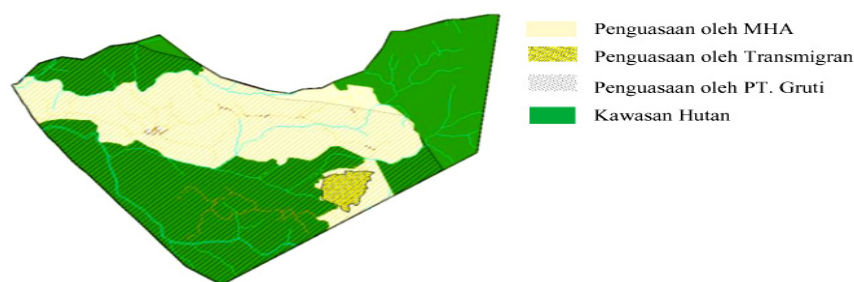 Penguasaan oleh MHA
Penguasaan oleh Transmigran
Penguasaan oleh PT. Gruti
Kawasan Hutan